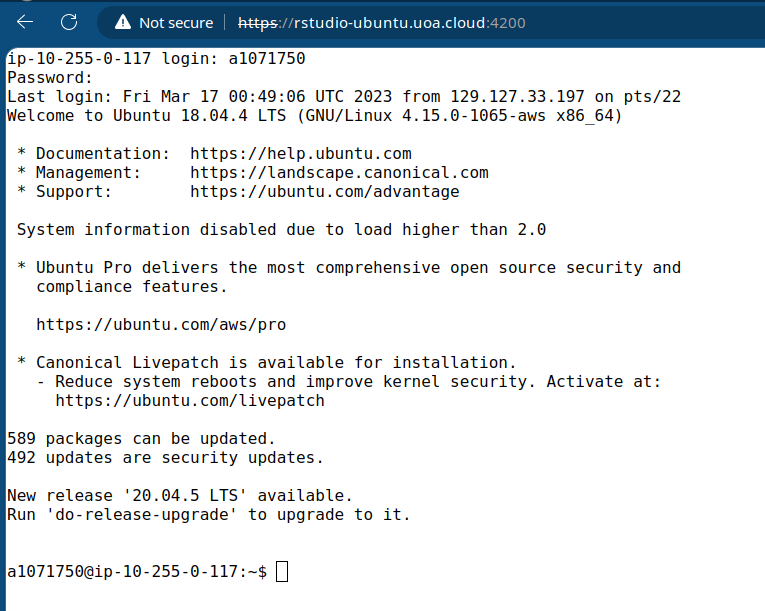 Not secure https://rstudio-ubuntu.uoa.cloud:4200
ip-10-255-0-117 login: a1071750
Password:
Last login: Fri Mar 17 00:49:06 UTC 2023 from 129.127.33.197 on pts/22
Welcome to Ubuntu 18.04.4 LTS (GNU/Linux 4.15.0-1065-aws x86_64)
* Documentation:  https://help.ubuntu.com
* Management:     https://landscape.canonical.com
* Support:        https://ubuntu.com/advantage
System information disabled due to load higher than 2.0
* Ubuntu Pro delivers the most comprehensive open source security and
compliance features.
https://ubuntu.com/aws/pro
* Canonical Livepatch is available for installation.
- Reduce system reboots and improve kernel security. Activate at:
https://ubuntu.com/livepatch
589 packages can be updated.
492 updates are security updates.
New release '20.04.5 LTS' available.
Run 'do-release-upgrade' to upgrade to it.
a1071750@ip-10-255-0-117:~$